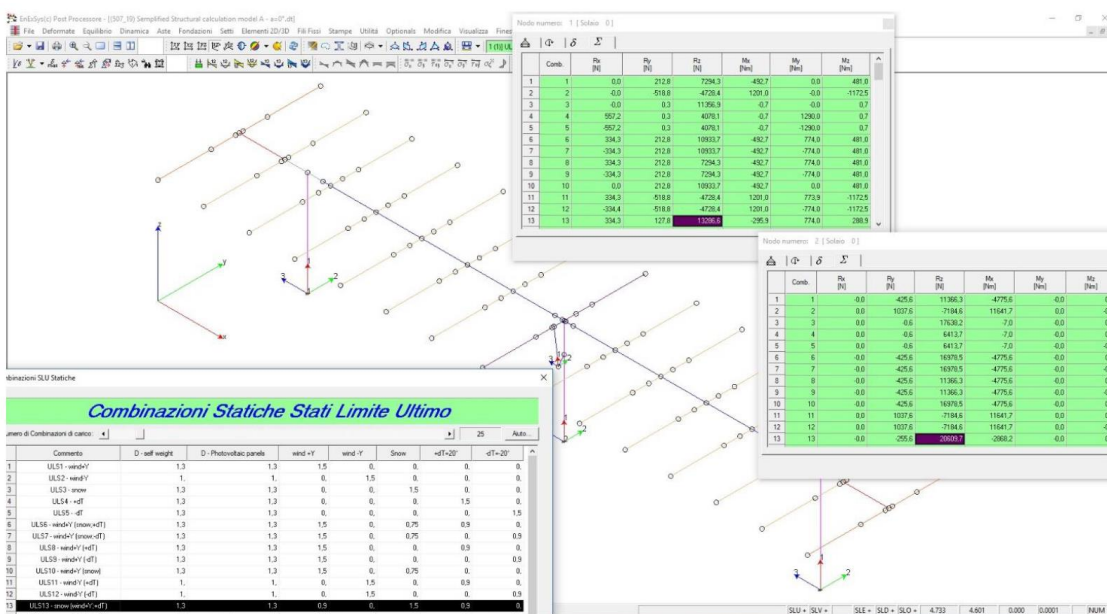 EnExSys(c) Post Processore - [(S07_10) Semplified Structural calculation model A - a=0°.dt]
File Deformate Equilibrio Dinamica Aste Fondazioni Setti Elementi 2D/3D Fili Fissi Stampe Utilità Optionals Modifica Visualizza Fines
z
y
x
3
1
2
Node numero: 1 [ Solaio 0 ]
Σ
Comb. Rx [N] Ry [N] Rz [N] Mx [Nm] My [Nm] Mz [Nm]
1 1 0,0 212,8 7294,3 -492,7 0,0 481,0
2 2 -0,0 -518,8 -4728,4 1201,0 -0,0 -1172,5
3 3 -0,0 0,3 11356,9 -0,7 -0,0 0,7
4 4 557,2 0,3 4078,1 -0,7 1290,0 0,7
5 5 -557,2 0,3 4078,1 -0,7 -1290,0 0,7
6 6 334,3 212,8 10933,7 -492,7 774,0 481,0
7 7 -334,3 212,8 10933,7 -492,7 -774,0 481,0
8 8 334,3 212,8 7294,3 -492,7 774,0 481,0
9 9 -334,3 212,8 7294,3 -492,7 -774,0 481,0
10 10 0,0 212,8 10933,7 -492,7 0,0 481,0
11 11 334,3 -518,8 -4728,4 1201,0 773,9 -1172,5
12 12 -334,4 -518,8 -4728,4 1201,0 -774,0 -1172,5
13 13 334,3 127,8 13286,6 -295,9 774,0 288,9
Node numero: 2 [ Solaio 0 ]
Σ
Comb. Rx [N] Ry [N] Rz [N] Mx [Nm] My [Nm] Mz [Nm]
1 1 -0,0 -425,6 11366,3 -4775,6 -0,0
2 2 0,0 1037,6 -7184,6 11641,7 0,0
3 3 0,0 -0,6 17638,2 -7,0 -0,0
4 4 0,0 -0,6 6413,7 -7,0 0,0
5 5 0,0 -0,6 6413,7 -7,0 0,0
6 6 -0,0 -425,6 16978,5 -4775,6 -0,0
7 7 -0,0 -425,6 16978,5 -4775,6 -0,0
8 8 -0,0 -425,6 11366,3 -4775,6 -0,0
9 9 -0,0 -425,6 11366,3 -4775,6 -0,0
10 10 -0,0 -425,6 16978,5 -4775,6 -0,0
11 11 0,0 1037,6 -7184,6 11641,7 0,0
12 12 0,0 1037,6 -7184,6 11641,7 0,0
13 13 -0,0 -255,6 20609,7 -2868,2 -0,0
mbinazioni SLU Statiche
Combinazioni Statiche Stati Limite Ultimo
umero di Combinazioni di carico: 25 Auto...
Commento D - self weight D - Photovoltaic panels wind +Y wind -Y Snow +dT=20° -dT=20°
1 ULS1 - wind+Y 1,3 1,3 1,5 0, 0, 0, 0,
2 ULS2 - wind-Y 1, 1, 0, 1,5 0, 0, 0,
3 ULS3 - snow 1,3 1,3 0, 0, 1,5 0, 0,
4 ULS4 - +dT 1,3 1,3 0, 0, 0, 1,5 0,
5 ULS5 - -dT 1,3 1,3 0, 0, 0, 0, 1,5
6 ULS6 - wind+Y (snow;+dT) 1,3 1,3 1,5 0, 0,75 0,9 0,
7 ULS7 - wind+Y (snow;-dT) 1,3 1,3 1,5 0, 0,75 0, 0,9
8 ULS8 - wind+Y (+dT) 1,3 1,3 1,5 0, 0, 0,9 0,
9 ULS9 - wind+Y (-dT) 1,3 1,3 1,5 0, 0, 0, 0,9
10 ULS10 - wind+Y (snow) 1,3 1,3 1,5 0, 0,75 0, 0,
11 ULS11 - wind-Y (+dT) 1, 1, 0, 1,5 0, 0,9 0,
12 ULS12 - wind-Y (-dT) 1, 1, 0, 1,5 0, 0, 0,9
13 ULS13 - snow (wind+Y;+dT) 1,3 1,3 0,9 0, 1,5 0,9 0,
SLU + SLV + SLE + SLD + SLO + 4.733 4.601 0.000 0.0001 NUM